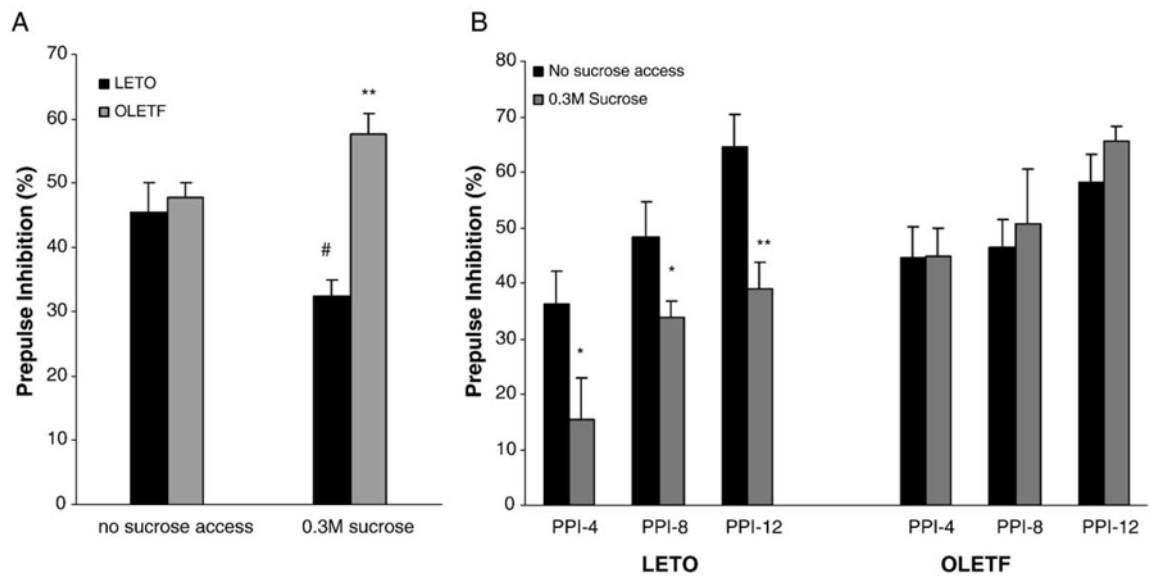 A
Prepulse Inhibition (%)
70
60
50
40
30
20
10
0
LETO
OLETF
#
**
no sucrose access
0.3M sucrose
B
Prepulse Inhibition (%)
80
70
60
50
40
30
20
10
0
No sucrose access
0.3M Sucrose
*
*
**
PPI-4 PPI-8 PPI-12 PPI-4 PPI-8 PPI-12
LETO OLETF